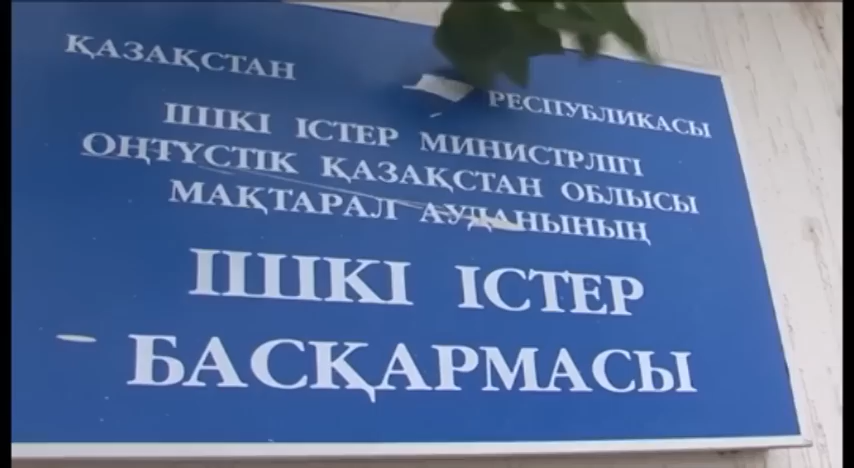 ҚАЗАҚСТАН РЕСПУБЛИКАСЫ
ІШКІ ІСТЕР МИНИСТРЛІГІ
ОҢТҮСТІК ҚАЗАҚСТАН ОБЛЫСЫ
МАҚТАРАЛ АУДАНЫНЫҢ
ІШКІ ІСТЕР
БАСҚАРМАСЫ